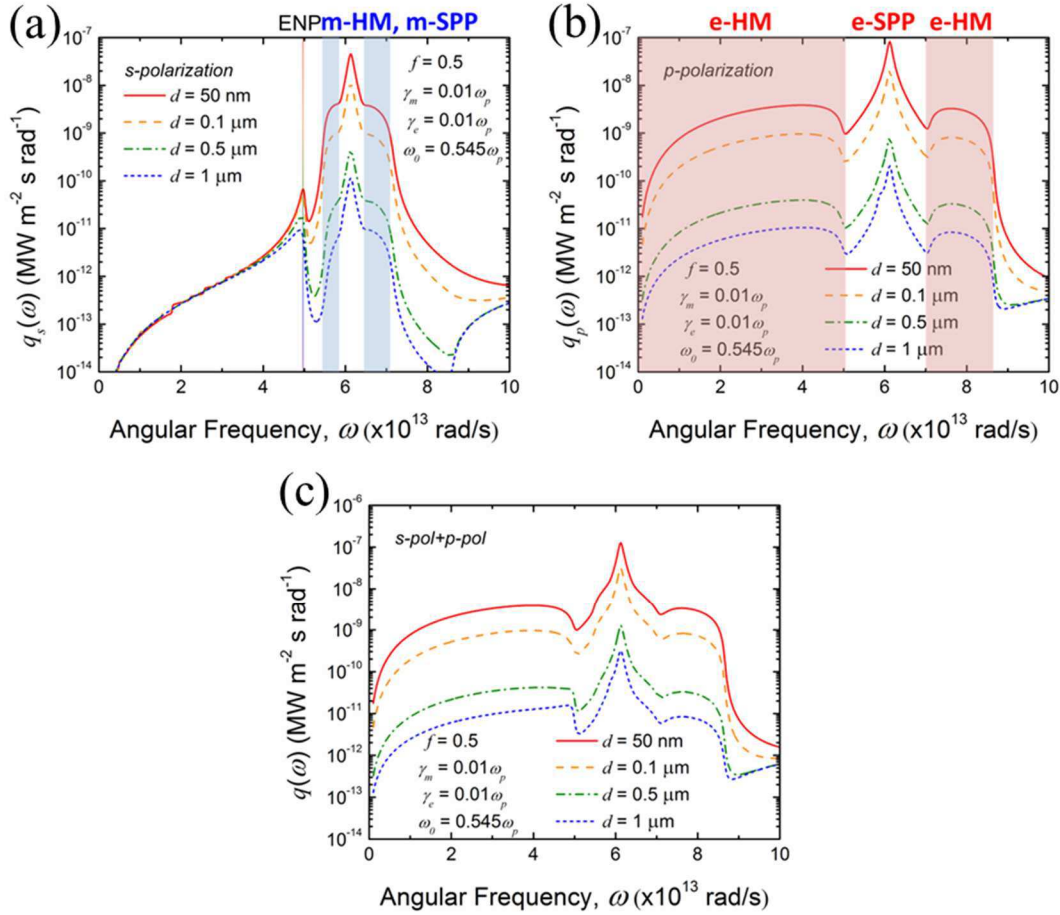 (a)
ENP m-HM, m-SPP
10⁻⁷
10⁻⁸
10⁻⁹
10⁻¹⁰
10⁻¹¹
10⁻¹²
10⁻¹³
10⁻¹⁴
qₛ(ω) (MW m⁻² s rad⁻¹)
s-polarization
d = 50 nm
d = 0.1 μm
d = 0.5 μm
d = 1 μm
f = 0.5
γₘ = 0.01ωₚ
γₑ = 0.01ωₚ
ω₀ = 0.545ωₚ
0 2 4 6 8 10
Angular Frequency, ω (x10¹³ rad/s)
(b)
e-HM e-SPP e-HM
10⁻⁷
10⁻⁸
10⁻⁹
10⁻¹⁰
10⁻¹¹
10⁻¹²
10⁻¹³
10⁻¹⁴
qₚ(ω) (MW m⁻² s rad⁻¹)
p-polarization
f = 0.5
γₘ = 0.01ωₚ
γₑ = 0.01ωₚ
ω₀ = 0.545ωₚ
d = 50 nm
d = 0.1 μm
d = 0.5 μm
d = 1 μm
0 2 4 6 8 10
Angular Frequency, ω (x10¹³ rad/s)
(c)
10⁻⁶
10⁻⁷
10⁻⁸
10⁻⁹
10⁻¹⁰
10⁻¹¹
10⁻¹²
10⁻¹³
10⁻¹⁴
q(ω) (MW m⁻² s rad⁻¹)
s-pol+p-pol
f = 0.5
γₘ = 0.01ωₚ
γₑ = 0.01ωₚ
ω₀ = 0.545ωₚ
d = 50 nm
d = 0.1 μm
d = 0.5 μm
d = 1 μm
0 2 4 6 8 10
Angular Frequency, ω (x10¹³ rad/s)